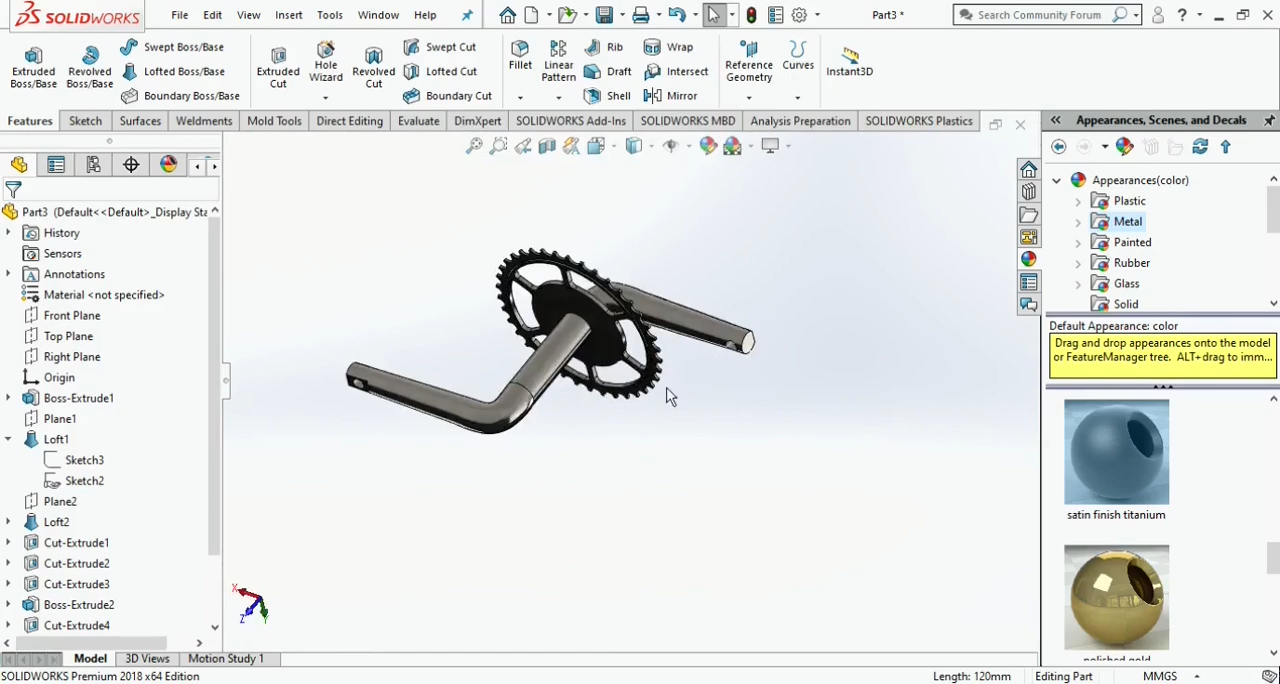 SOLIDWORKS File Edit View Insert Tools Window Help Part3 * Search Community Forum ?
Extruded Boss/Base
Revolved Boss/Base
Swept Boss/Base
Lofted Boss/Base
Boundary Boss/Base
Extruded Cut
Hole Wizard
Revolved Cut
Swept Cut
Lofted Cut
Boundary Cut
Fillet
Linear Pattern
Rib
Draft
Shell
Wrap
Intersect
Mirror
Reference Geometry
Curves
Instant3D
Features Sketch Surfaces Weldments Mold Tools Direct Editing Evaluate DimXpert SOLIDWORKS Add-Ins SOLIDWORKS MBD Analysis Preparation SOLIDWORKS Plastics
Part3 (Default<<Default>_Display Sta
History
Sensors
Annotations
Material <not specified>
Front Plane
Top Plane
Right Plane
Origin
Boss-Extrude1
Plane1
Loft1
Sketch3
Sketch2
Plane2
Loft2
Cut-Extrude1
Cut-Extrude2
Cut-Extrude3
Boss-Extrude2
Cut-Extrude4
X
Z
Y
Appearances, Scenes, and Decals
Appearances(color)
Plastic
Metal
Painted
Rubber
Glass
Solid
Default Appearance: color
Drag and drop appearances onto the model
or FeatureManager tree. ALT+drag to imm...
satin finish titanium
polished gold
Model 3D Views Motion Study 1
SOLIDWORKS Premium 2018 x64 Edition Length: 120mm Editing Part MMGS